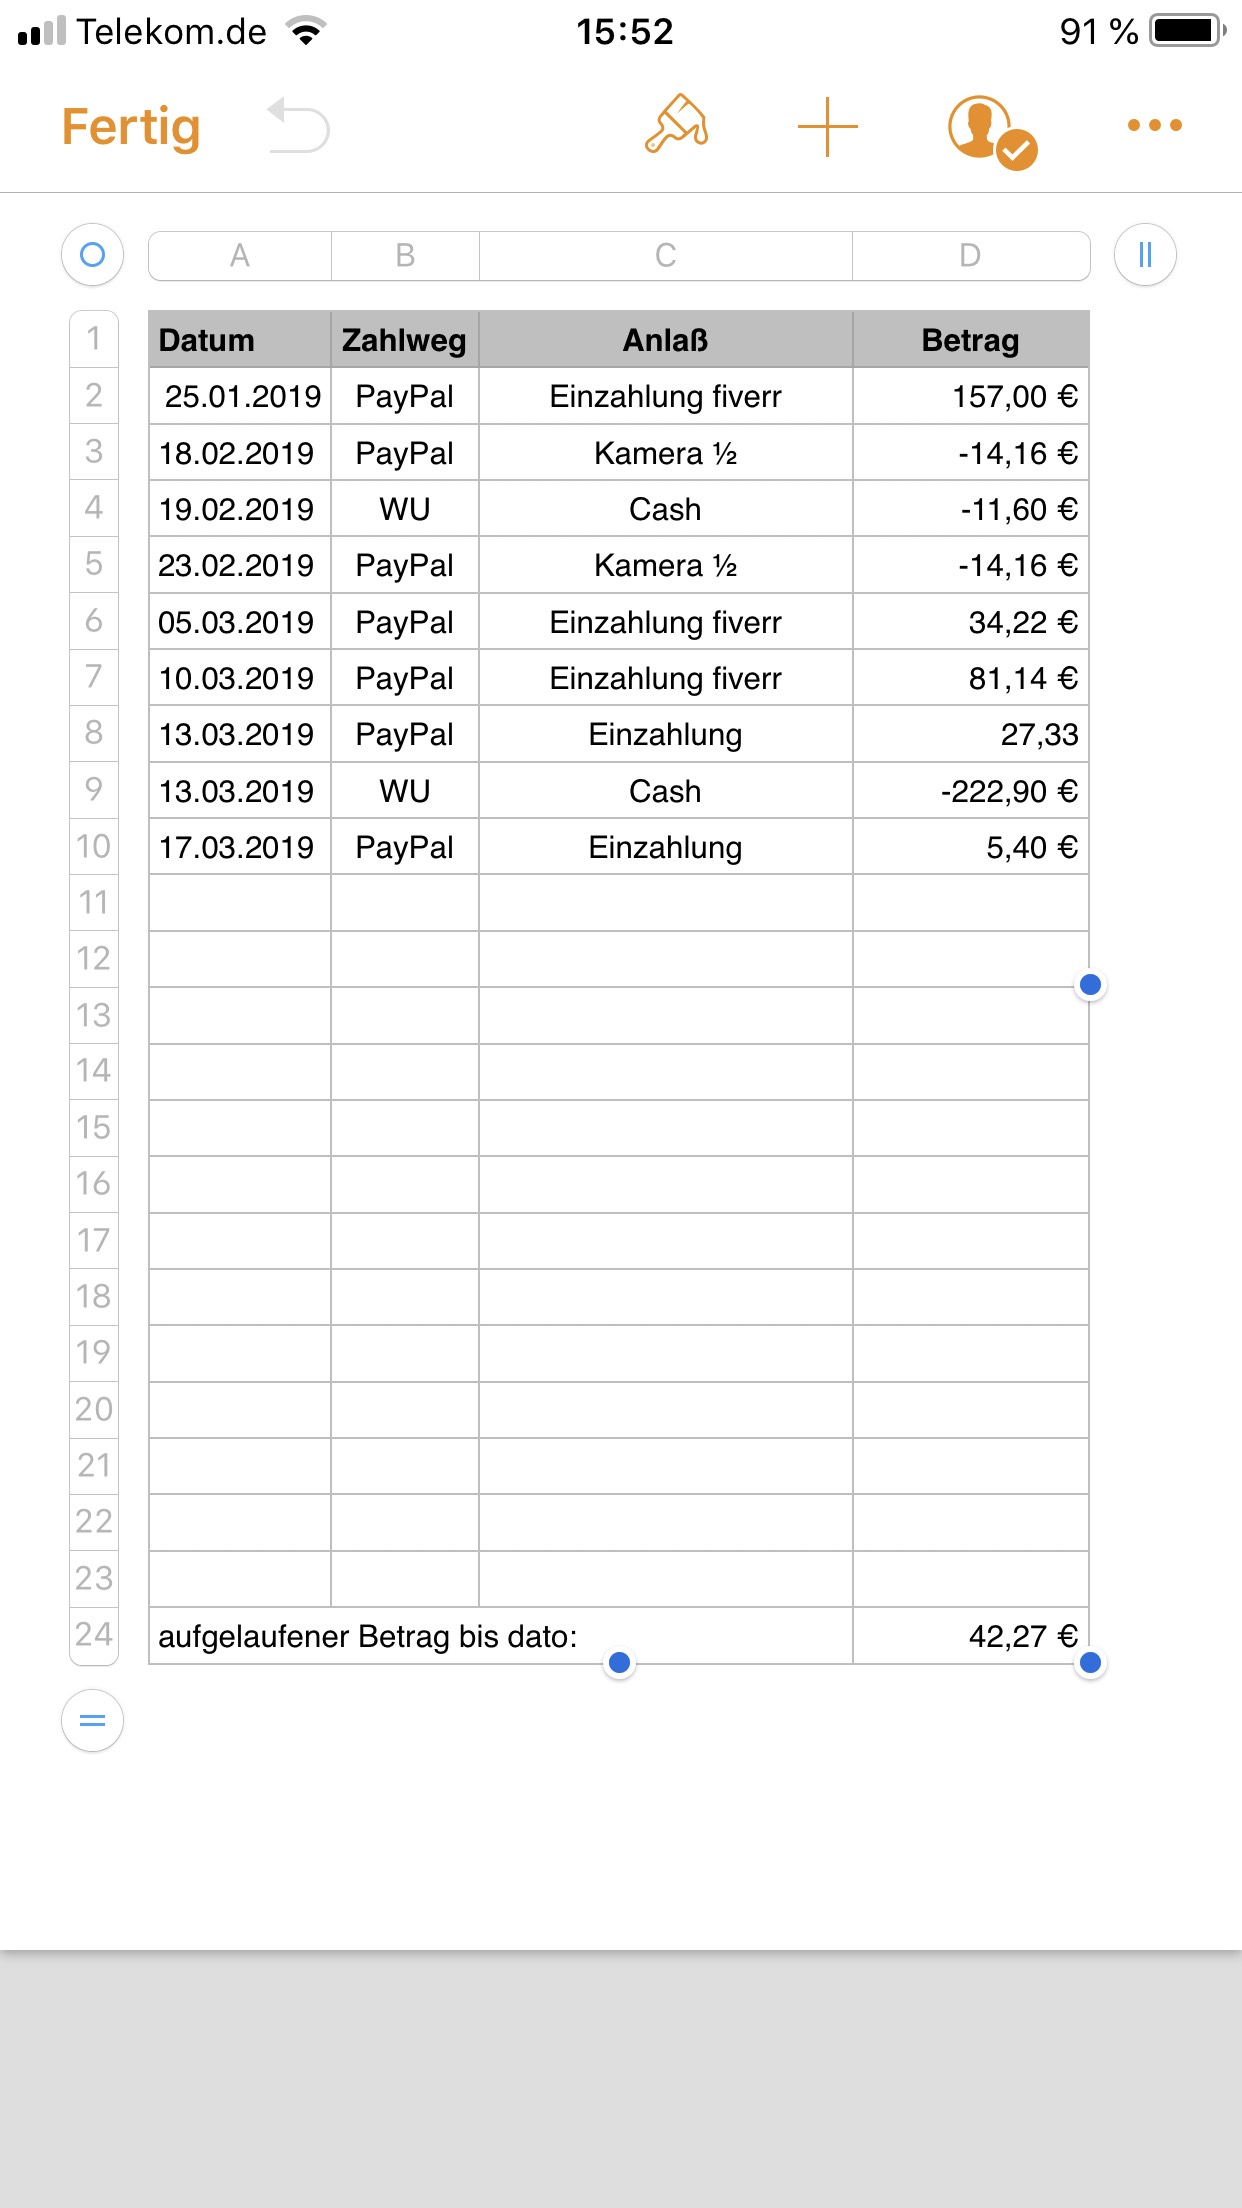 Telekom.de 15:52 91 %
Fertig
A B C D
1 Datum Zahlweg Anlaß Betrag
2 25.01.2019 PayPal Einzahlung fiverr 157,00 €
3 18.02.2019 PayPal Kamera ½ -14,16 €
4 19.02.2019 WU Cash -11,60 €
5 23.02.2019 PayPal Kamera ½ -14,16 €
6 05.03.2019 PayPal Einzahlung fiverr 34,22 €
7 10.03.2019 PayPal Einzahlung fiverr 81,14 €
8 13.03.2019 PayPal Einzahlung 27,33
9 13.03.2019 WU Cash -222,90 €
10 17.03.2019 PayPal Einzahlung 5,40 €
11
12
13
14
15
16
17
18
19
20
21
22
23
24 aufgelaufener Betrag bis dato: 42,27 €